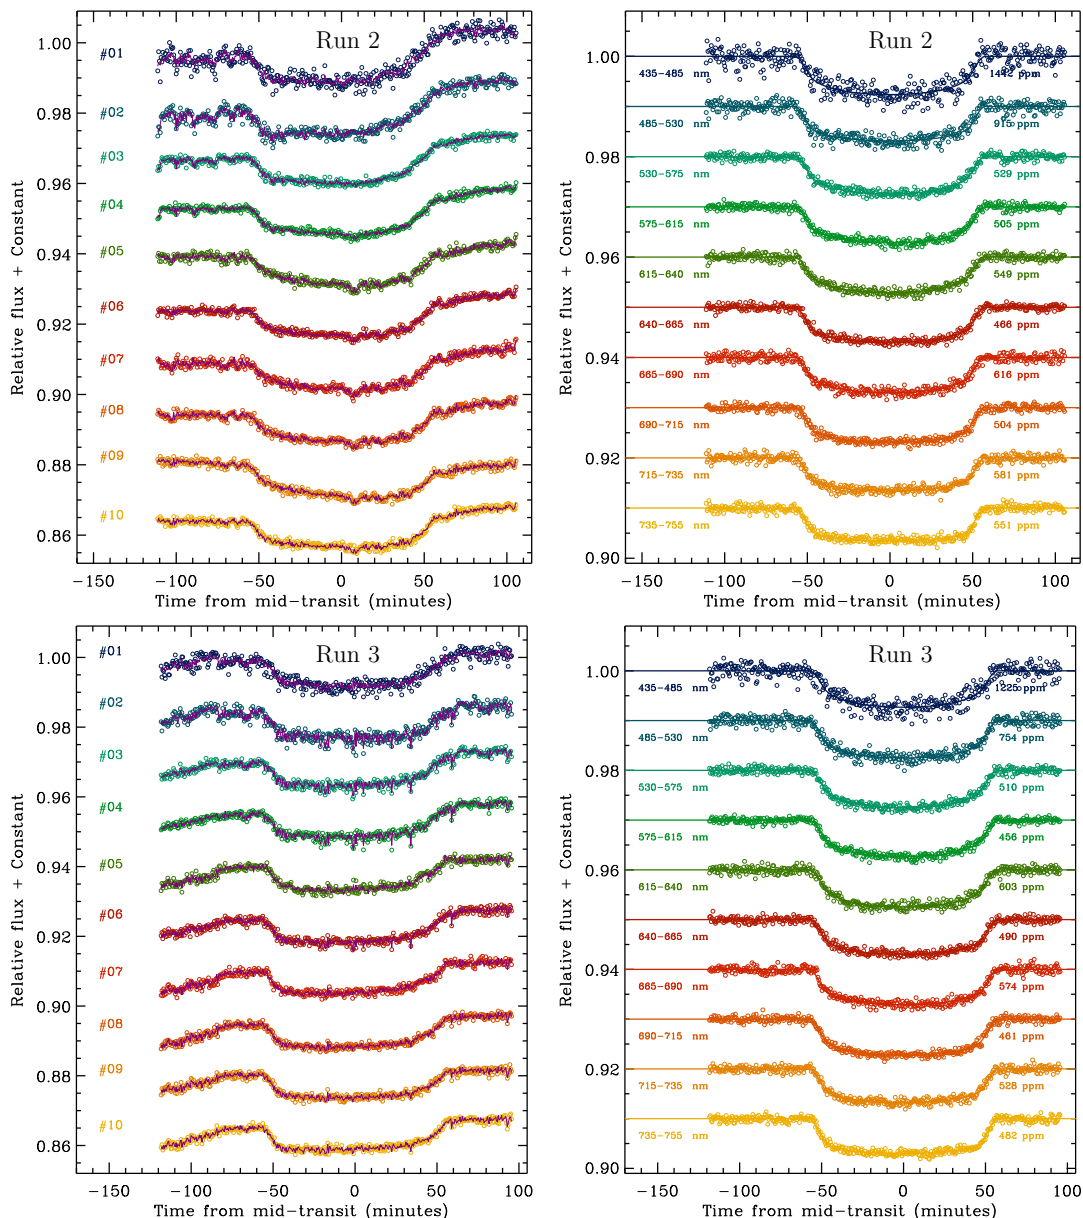 Run 2
1.00
0.98
0.96
0.94
0.92
0.90
0.88
0.86
#01
#02
#03
#04
#05
#06
#07
#08
#09
#10
Relative flux + Constant
−150 −100 −50 0 50 100
Time from mid−transit (minutes)
Run 2
1.00
0.98
0.96
0.94
0.92
0.90
435−485 nm
485−530 nm 915 ppm
530−575 nm 529 ppm
575−615 nm 505 ppm
615−640 nm 549 ppm
640−665 nm 466 ppm
665−690 nm 616 ppm
690−715 nm 504 ppm
715−735 nm 581 ppm
735−755 nm 551 ppm
Relative flux + Constant
−150 −100 −50 0 50 100
Time from mid−transit (minutes)
Run 3
1.00
0.98
0.96
0.94
0.92
0.90
0.88
0.86
#01
#02
#03
#04
#05
#06
#07
#08
#09
#10
Relative flux + Constant
−150 −100 −50 0 50 100
Time from mid−transit (minutes)
Run 3
1.00
0.98
0.96
0.94
0.92
0.90
435−485 nm 1225 ppm
485−530 nm 754 ppm
530−575 nm 510 ppm
575−615 nm 456 ppm
615−640 nm 603 ppm
640−665 nm 490 ppm
665−690 nm 574 ppm
690−715 nm 461 ppm
715−735 nm 528 ppm
735−755 nm 482 ppm
Relative flux + Constant
−150 −100 −50 0 50 100
Time from mid−transit (minutes)